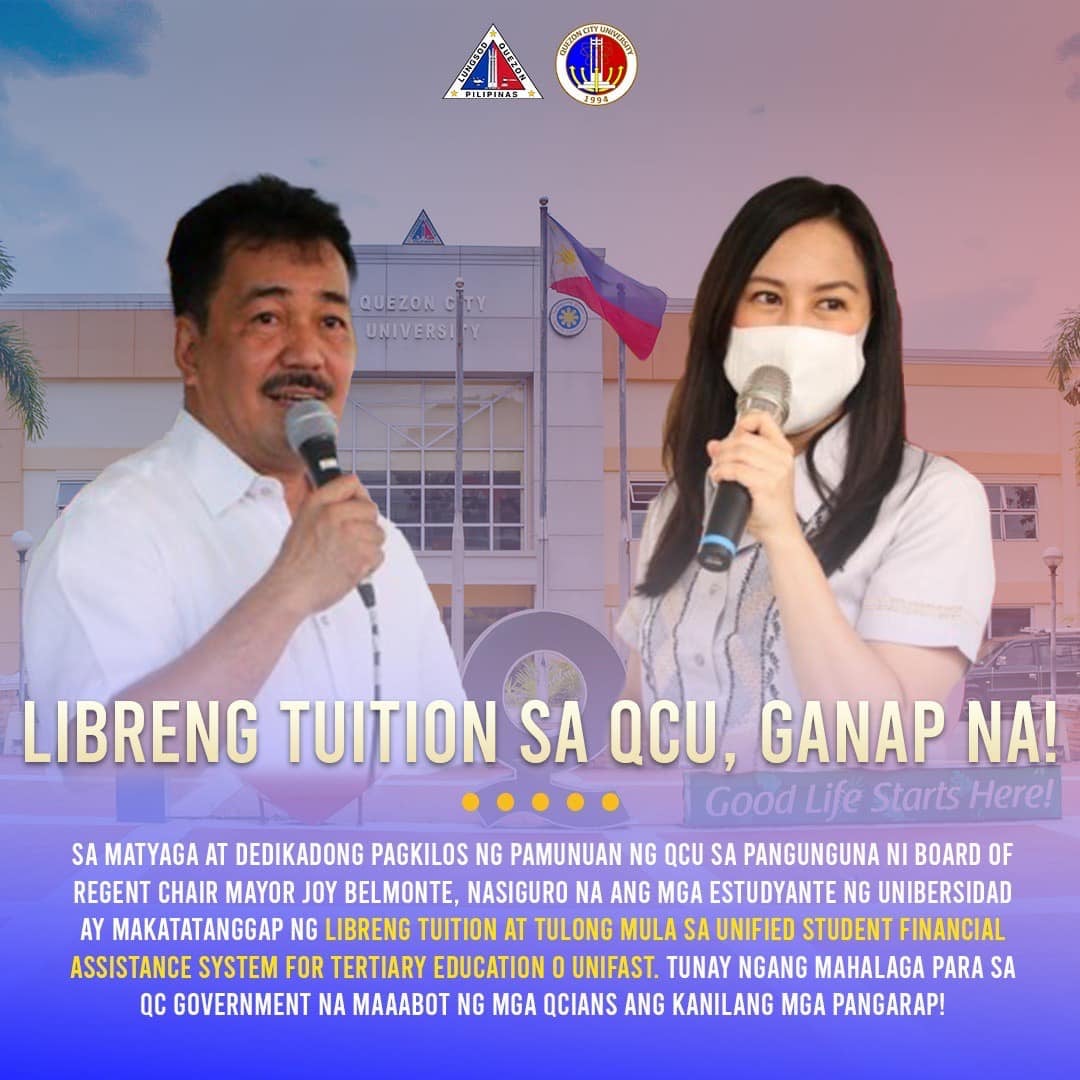 LUNGSOD QUEZON
PILIPINAS
QUEZON CITY UNIVERSITY
1994
QUEZON CITY
UNIVERSITY
LIBRENG TUITION SA QCU, GANAP NA!
Good Life Starts Here!
SA MATYAGA AT DEDIKADONG PAGKILOS NG PAMUNUAN NG QCU SA PANGUNGUNA NI BOARD OF
REGENT CHAIR MAYOR JOY BELMONTE, NASIGURO NA ANG MGA ESTUDYANTE NG UNIBERSIDAD
AY MAKATATANGGAP NG LIBRENG TUITION AT TULONG MULA SA UNIFIED STUDENT FINANCIAL
ASSISTANCE SYSTEM FOR TERTIARY EDUCATION O UNIFAST. TUNAY NGANG MAHALAGA PARA SA
QC GOVERNMENT NA MAAABOT NG MGA QCIANS ANG KANILANG MGA PANGARAP!